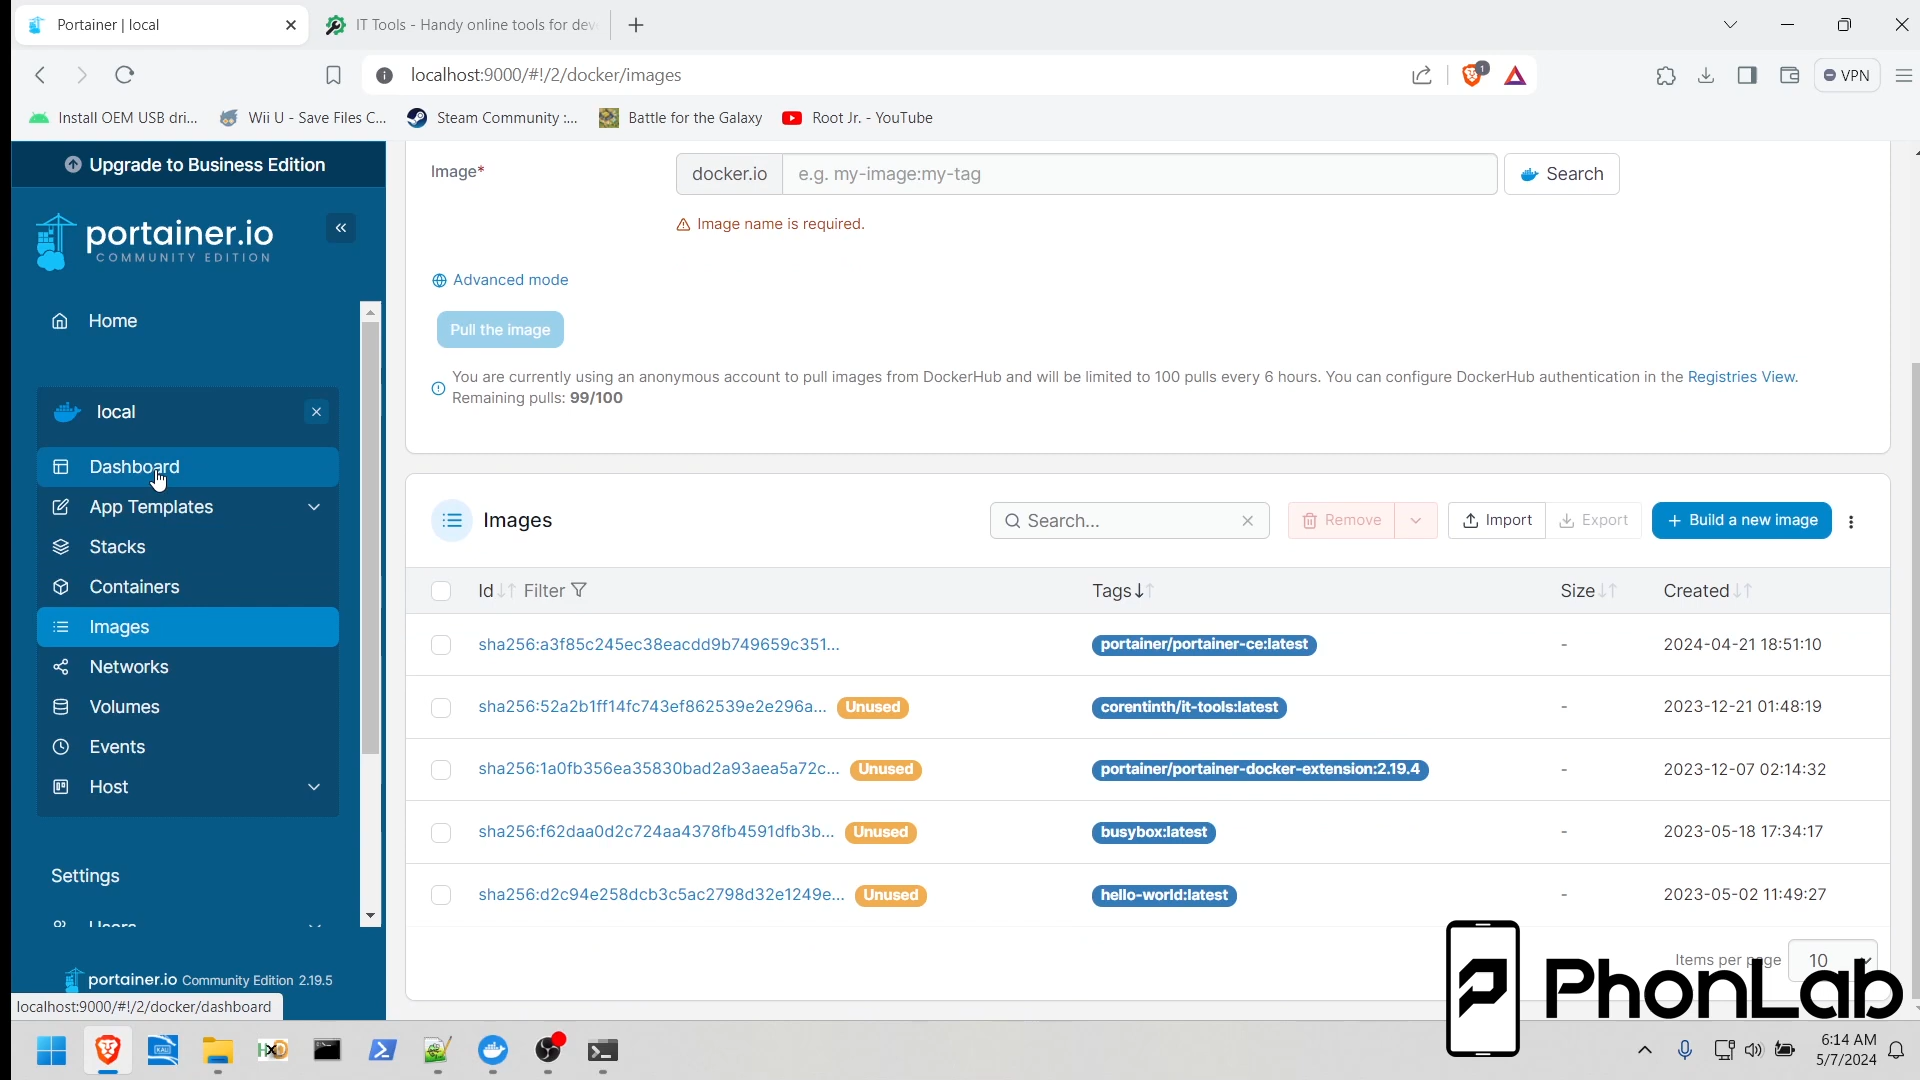 Portainer | local
IT Tools - Handy online tools for dev
localhost:9000/#!/2/docker/images
1
VPN
Install OEM USB dri...
Wii U - Save Files C...
Steam Community :...
Battle for the Galaxy
Root Jr. - YouTube
Upgrade to Business Edition
portainer.io
COMMUNITY EDITION
Home
local
Dashboard
App Templates
Stacks
Containers
Images
Networks
Volumes
Events
Host
Settings
Users
portainer.io Community Edition 2.19.5
localhost:9000/#!/2/docker/dashboard
Image*
docker.io
e.g. my-image:my-tag
Search
Image name is required.
Advanced mode
Pull the image
You are currently using an anonymous account to pull images from DockerHub and will be limited to 100 pulls every 6 hours. You can configure DockerHub authentication in the Registries View.
Remaining pulls: 99/100
Images
Search...
Remove
Import
Export
+ Build a new image
Id Filter Tags Size Created
sha256:a3f85c245ec38eacdd9b749659c351... portainer/portainer-ce:latest - 2024-04-21 18:51:10
sha256:52a2b1ff14fc743ef862539e2e296a... Unused corentinth/it-tools:latest - 2023-12-21 01:48:19
sha256:1a0fb356ea35830bad2a93aea5a72c... Unused portainer/portainer-docker-extension:2.19.4 - 2023-12-07 02:14:32
sha256:f62daa0d2c724aa4378fb4591dfb3b... Unused busybox:latest - 2023-05-18 17:34:17
sha256:d2c94e258dcb3c5ac2798d32e1249e... Unused hello-world:latest - 2023-05-02 11:49:27
Items per page 10
PhonLab
KALI
HXD
6:14 AM
5/7/2024